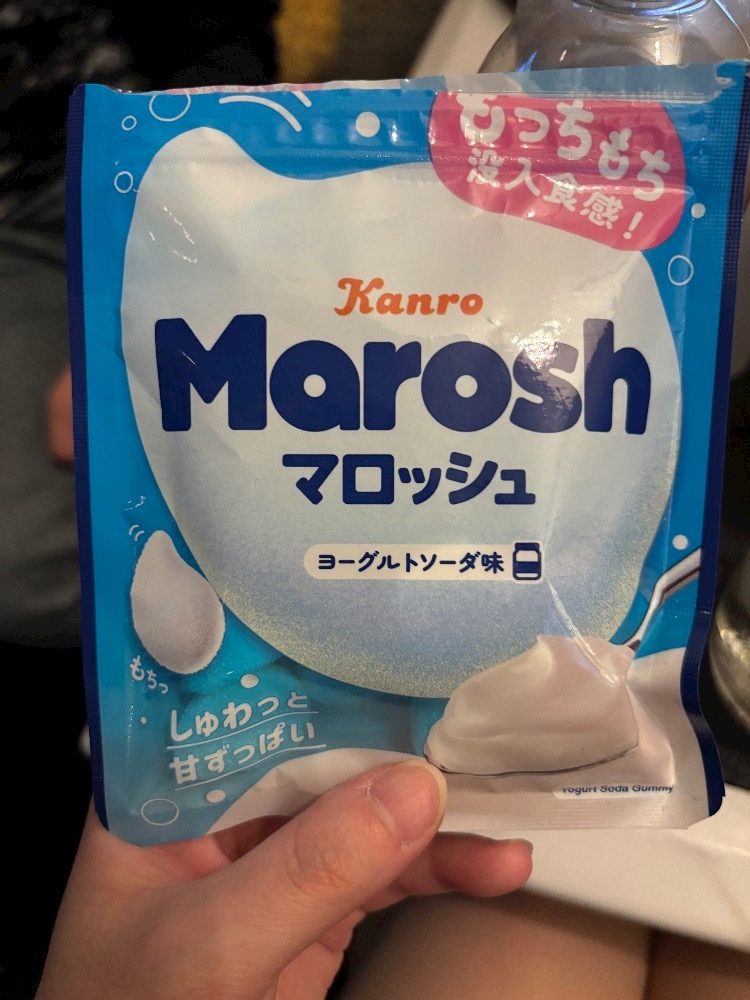 もっちもち
没入食感!
Kanro
Marosh
マロッシュ
ヨーグルトソーダ味
もちっ
しゅわっと
甘ずっぱい
Yogurt Soda Gummy